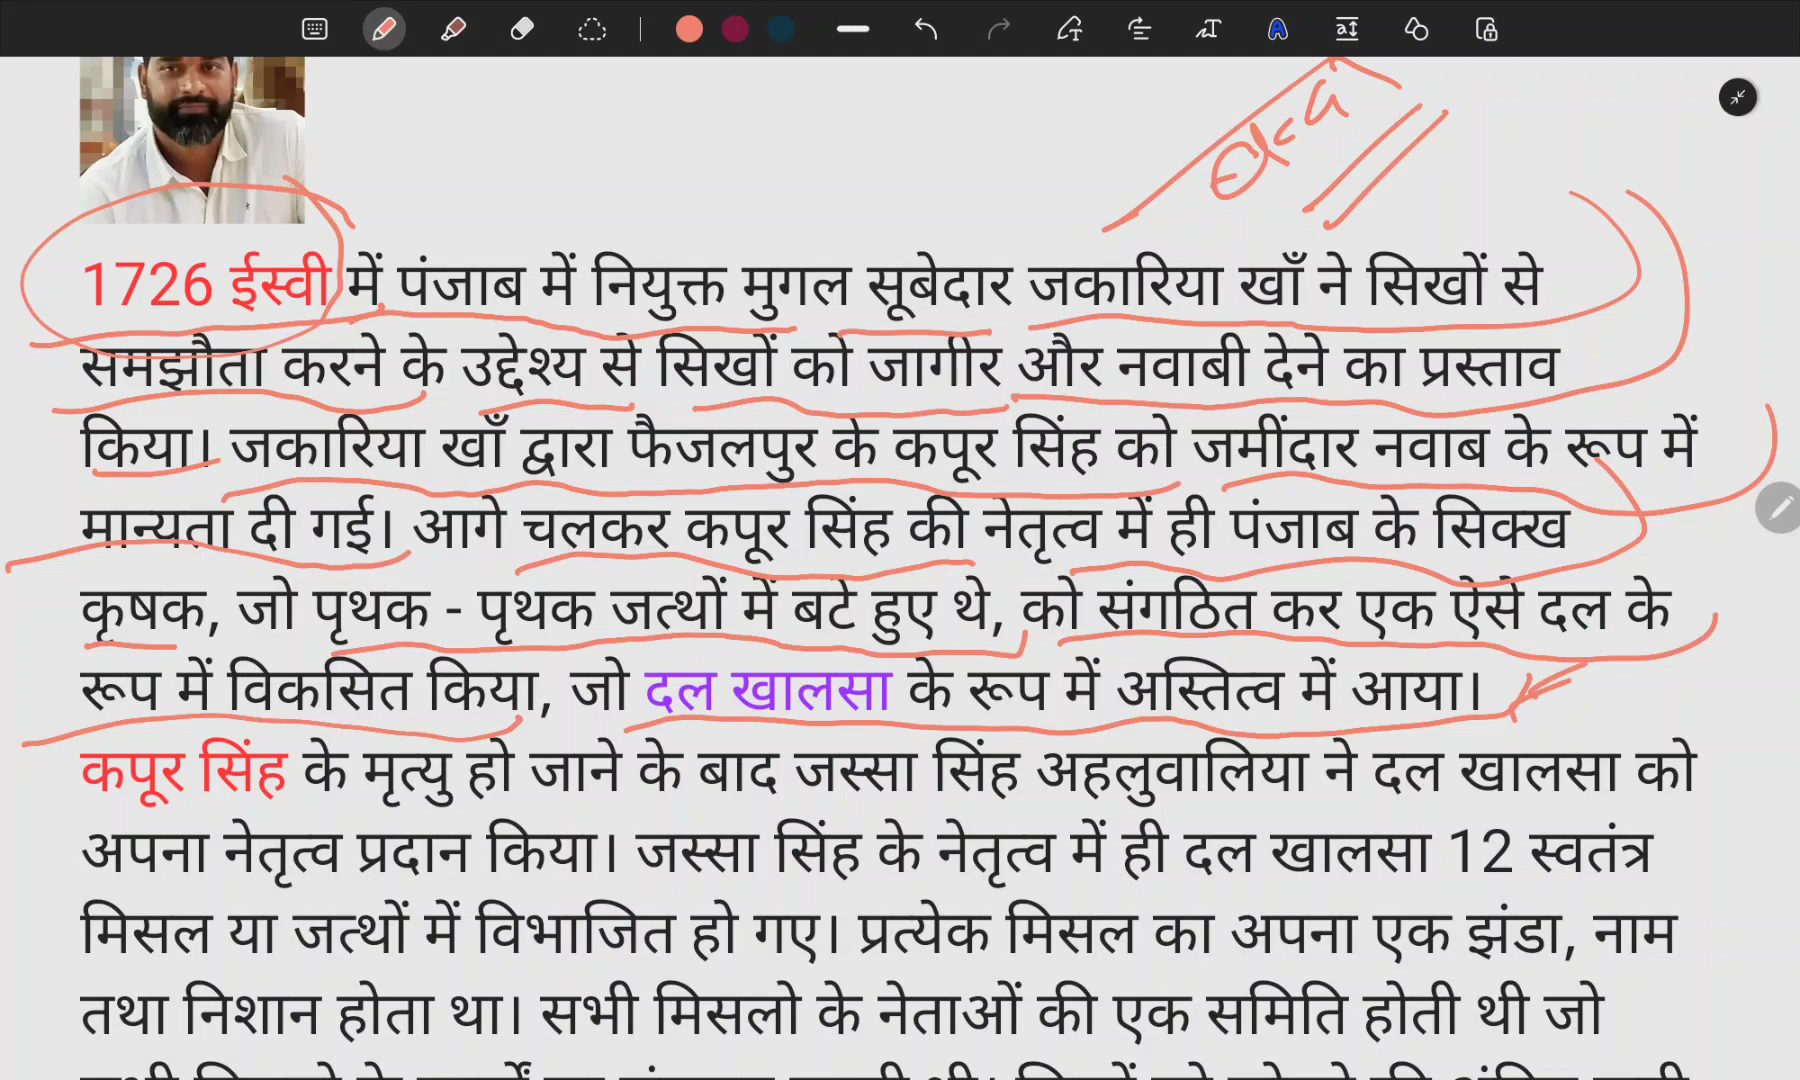 1726 ईस्वी में पंजाब में नियुक्त मुगल सूबेदार जकारिया खाँ ने सिखों से
समझौता करने के उद्देश्य से सिखों को जागीर और नवाबी देने का प्रस्ताव
किया। जकारिया खाँ द्वारा फैजलपुर के कपूर सिंह को जमींदार नवाब के रूप में
मान्यता दी गई। आगे चलकर कपूर सिंह की नेतृत्व में ही पंजाब के सिक्ख
कृषक, जो पृथक - पृथक जत्थों में बटे हुए थे, को संगठित कर एक ऐसे दल के
रूप में विकसित किया, जो दल खालसा के रूप में अस्तित्व में आया।
कपूर सिंह के मृत्यु हो जाने के बाद जस्सा सिंह अहलुवालिया ने दल खालसा को
अपना नेतृत्व प्रदान किया। जस्सा सिंह के नेतृत्व में ही दल खालसा 12 स्वतंत्र
मिसल या जत्थों में विभाजित हो गए। प्रत्येक मिसल का अपना एक झंडा, नाम
तथा निशान होता था। सभी मिसलो के नेताओं की एक समिति होती थी जो